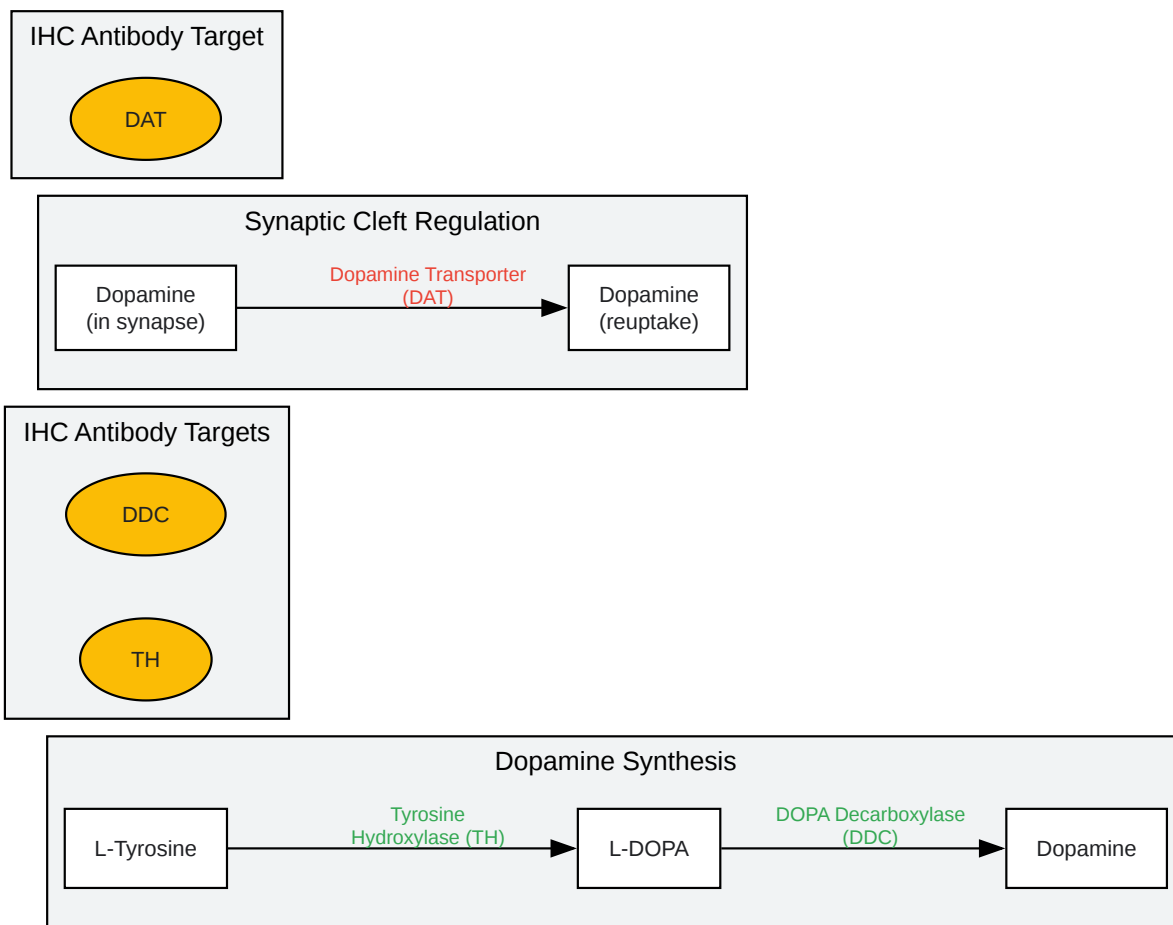 IHC Antibody Target
DAT
Synaptic Cleft Regulation
Dopamine
(in synapse)
Dopamine Transporter
(DAT)
Dopamine
(reuptake)
IHC Antibody Targets
DDC
TH
Dopamine Synthesis
L-Tyrosine
Tyrosine
Hydroxylase (TH)
L-DOPA
DOPA Decarboxylase
(DDC)
Dopamine